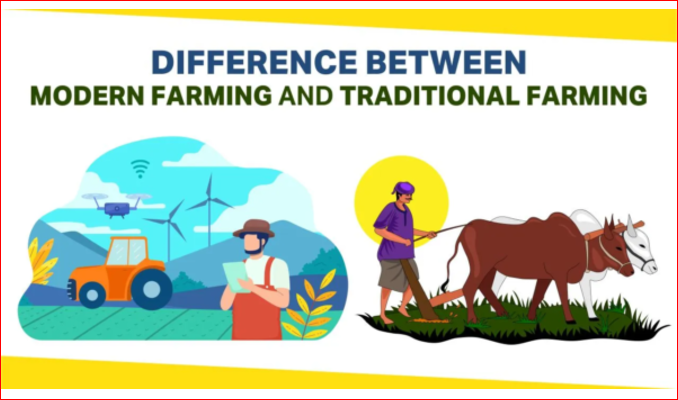 DIFFERENCE BETWEEN
MODERN FARMING AND TRADITIONAL FARMING